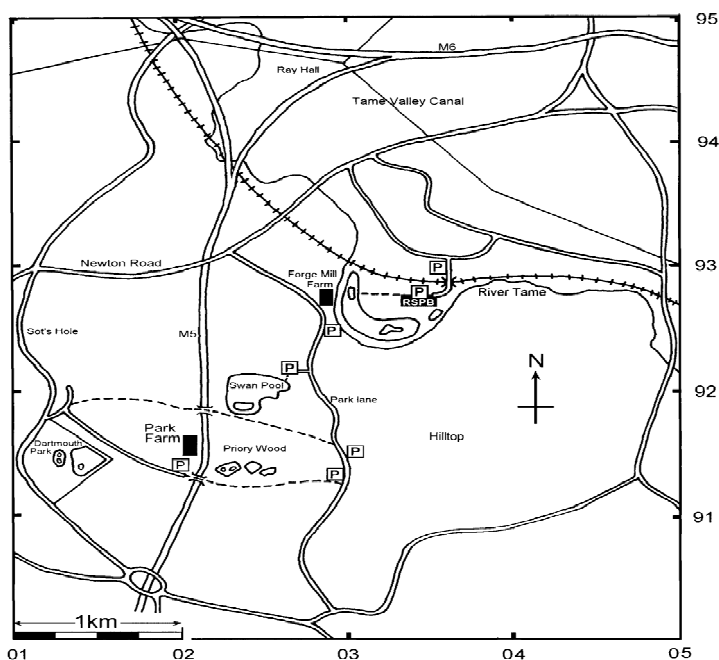 95
M6
Ray Hall
Tame Valley Canal
94
Newton Road
93
Forge Mill
Farm
P
P
RSPB
River Tame
Sot's Hole
M5
P
N
P
92
Swan Pool
Park lane
Park
Farm
Hilltop
Dartmouth
Park
Priory Wood
P
P
P
91
1km
01
02
03
04
05